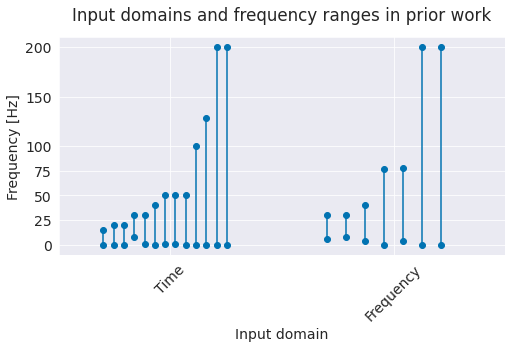 Input domains and frequency ranges in prior work
Frequency [Hz]
200
150
100
75
50
25
0
Time
Frequency
Input domain